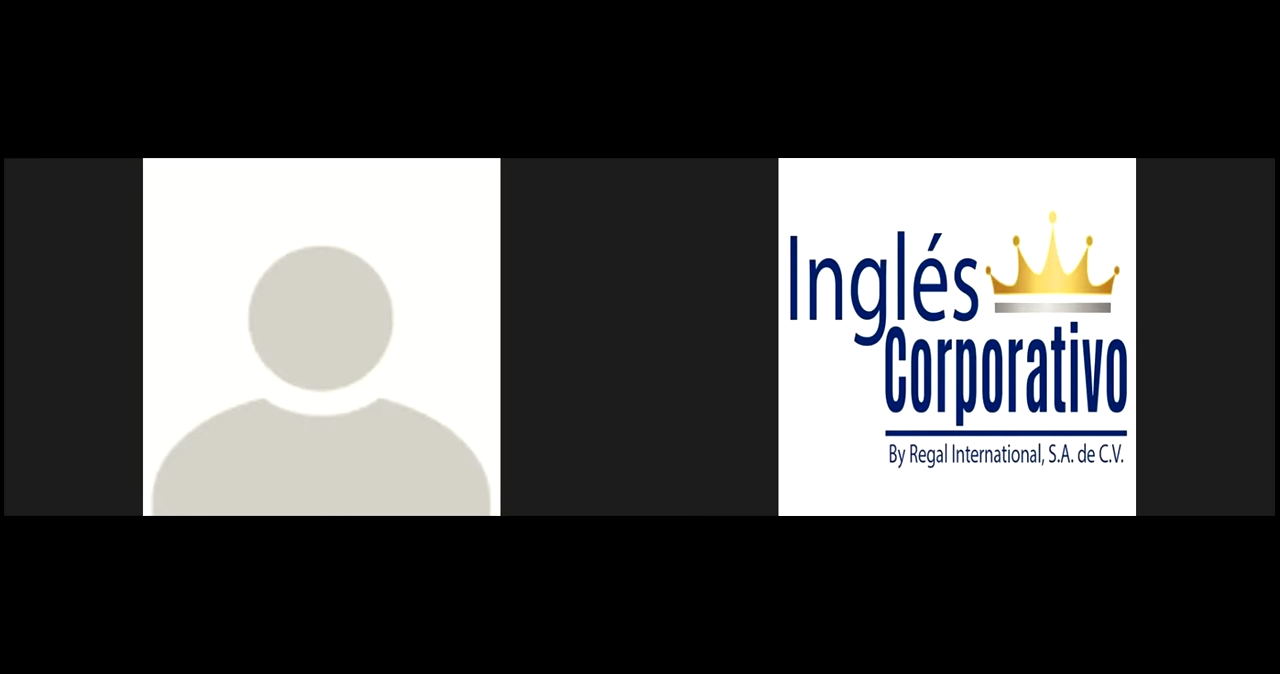 Inglés
Corporativo
By Regal International, S.A. de C.V.